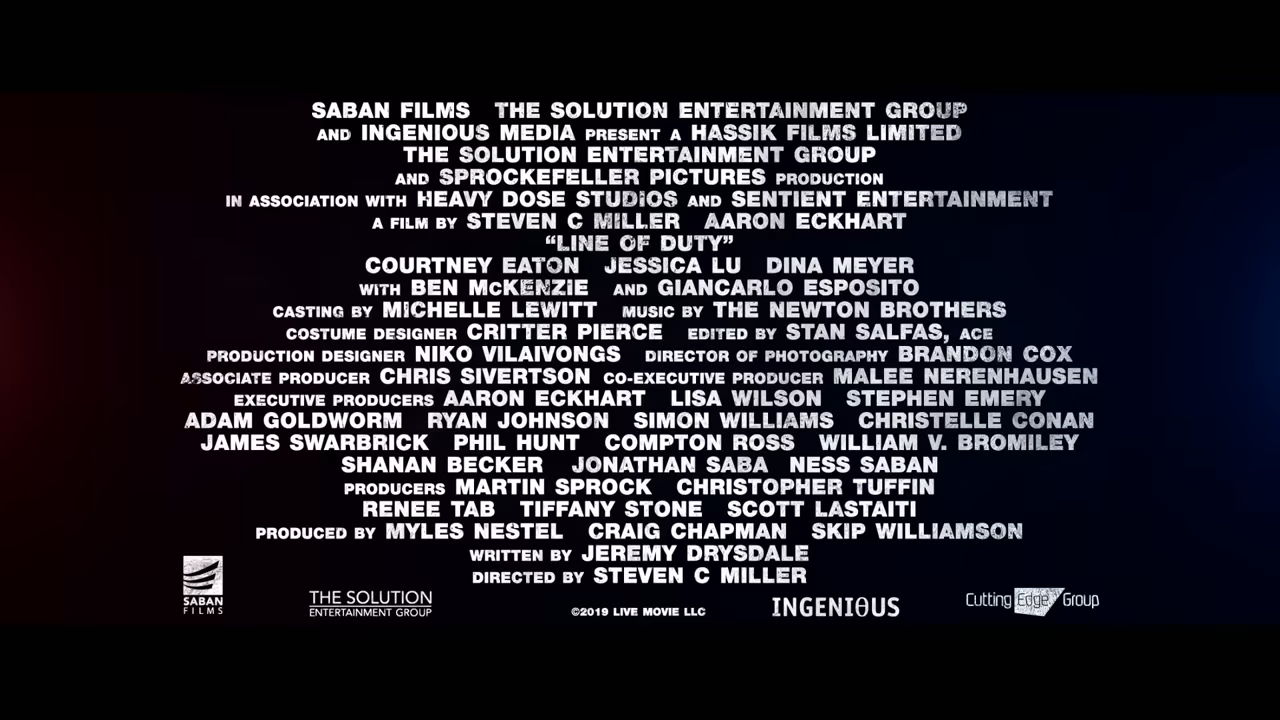 SABAN FILMS THE SOLUTION ENTERTAINMENT GROUP
AND INGENIOUS MEDIA PRESENT A HASSIK FILMS LIMITED
THE SOLUTION ENTERTAINMENT GROUP
AND SPROCKEFELLER PICTURES PRODUCTION
IN ASSOCIATION WITH HEAVY DOSE STUDIOS AND SENTIENT ENTERTAINMENT
A FILM BY STEVEN C MILLER AARON ECKHART
“LINE OF DUTY”
COURTNEY EATON JESSICA LU DINA MEYER
WITH BEN McKENZIE AND GIANCARLO ESPOSITO
CASTING BY MICHELLE LEWITT MUSIC BY THE NEWTON BROTHERS
COSTUME DESIGNER CRITTER PIERCE EDITED BY STAN SALFAS, ACE
PRODUCTION DESIGNER NIKO VILAIVONGS DIRECTOR OF PHOTOGRAPHY BRANDON COX
ASSOCIATE PRODUCER CHRIS SIVERTSON CO-EXECUTIVE PRODUCER MALEE NERENHAUSEN
EXECUTIVE PRODUCERS AARON ECKHART LISA WILSON STEPHEN EMERY
ADAM GOLDWORM RYAN JOHNSON SIMON WILLIAMS CHRISTELLE CONAN
JAMES SWARBRICK PHIL HUNT COMPTON ROSS WILLIAM V. BROMILEY
SHANAN BECKER JONATHAN SABA NESS SABAN
PRODUCERS MARTIN SPROCK CHRISTOPHER TUFFIN
RENEE TAB TIFFANY STONE SCOTT LASTAITI
PRODUCED BY MYLES NESTEL CRAIG CHAPMAN SKIP WILLIAMSON
WRITTEN BY JEREMY DRYSDALE
DIRECTED BY STEVEN C MILLER
SABAN
FILMS
THE SOLUTION
ENTERTAINMENT GROUP
©2019 LIVE MOVIE LLC
INGENIθUS
Cutting Edge Group